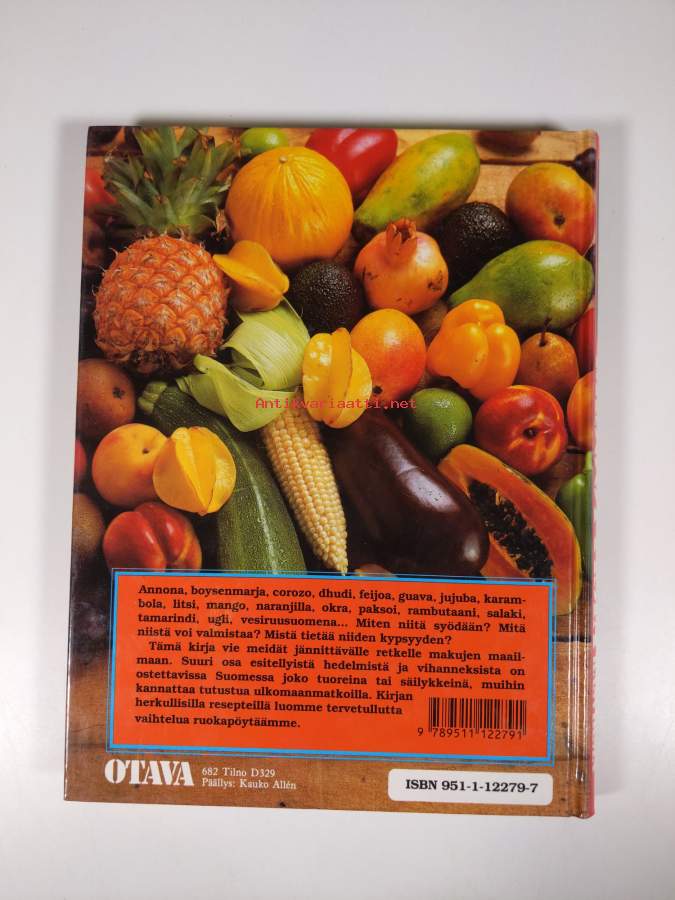 Antikvariaatti.net
Annona, boysenmarja, corozo, dhudi, feijoa, guava, jujuba, karam-
bola, litsi, mango, naranjilla, okra, paksoi, rambutaani, salaki,
tamarindi, ugli, vesiruusuomena... Miten niitä syödään? Mitä
niistä voi valmistaa? Mistä tietää niiden kypsyyden?
Tämä kirja vie meidät jännittävälle retkelle makujen maail-
maan. Suuri osa esitellyistä hedelmistä ja vihanneksista on
ostettavissa Suomessa joko tuoreina tai säilykkeinä, muihin
kannattaa tutustua ulkomaanmatkoilla. Kirjan
herkullisilla resepteillä luomme tervetullutta
vaihtelua ruokapöytäämme.
9 789511 122791
OTAVA
682 Tilno D329
Päällys: Kauko Allén
ISBN 951-1-12279-7